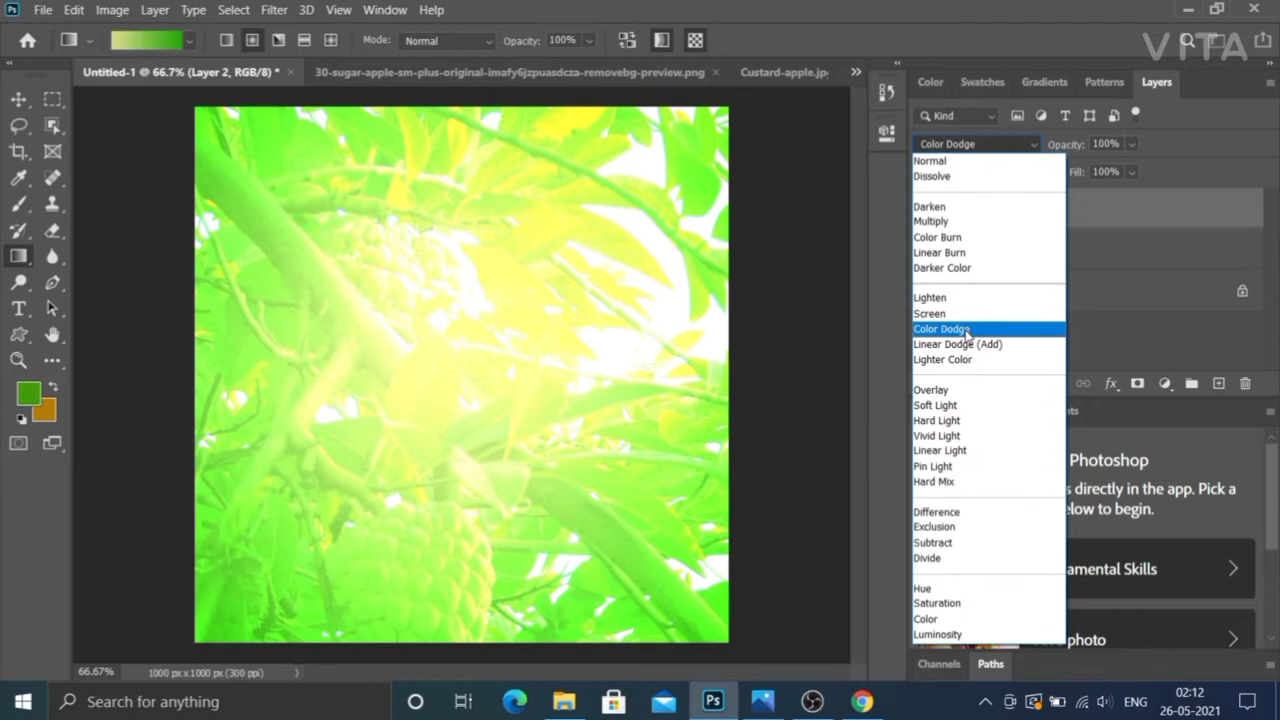 Ps File Edit Image Layer Type Select Filter 3D View Window Help
Mode: Normal Opacity: 100%
VITA
Untitled-1 @ 66.7% (Layer 2, RGB/8) * × 30-sugar-apple-sm-plus-original-imafy6jzpuasdcza-removebg-preview.png × Custard-apple.jp
Color Swatches Gradients Patterns Layers
Kind
Color Dodge Opacity: 100%
Fill: 100%
Normal
Dissolve
Darken
Multiply
Color Burn
Linear Burn
Darker Color
Lighten
Screen
Color Dodge
Linear Dodge (Add)
Lighter Color
Overlay
Soft Light
Hard Light
Vivid Light
Linear Light
Pin Light
Hard Mix
Difference
Exclusion
Subtract
Divide
Hue
Saturation
Color
Luminosity
fx
nts
Photoshop
s directly in the app. Pick a
elow to begin.
amental Skills
photo
Channels Paths
66.67% 1000 px x 1000 px (300 ppi)
Search for anything
Ps
ENG
02:12
26-05-2021